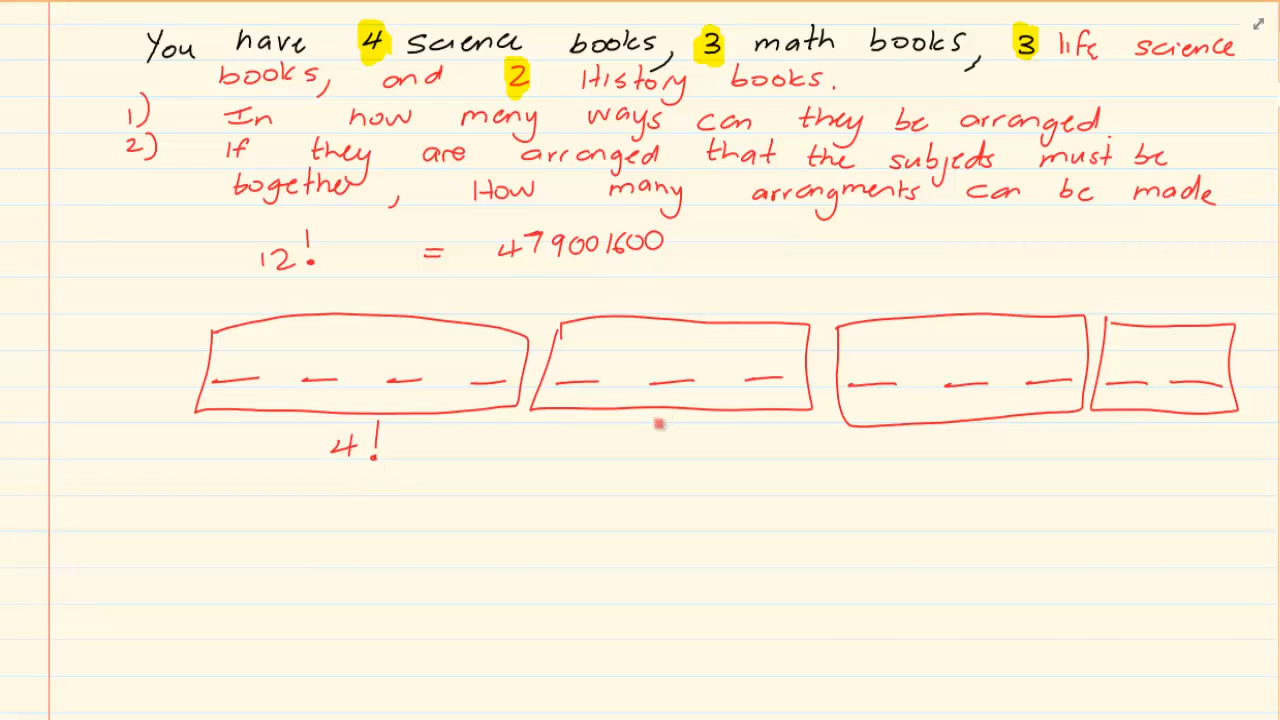 You have 4 science books, 3 math books, 3 life science
books, and 2 History books.
1) In how many ways can they be arranged.
2) If they are arranged that the subjects must be
together, How many arrangments can be made
12! = 479001600
4!